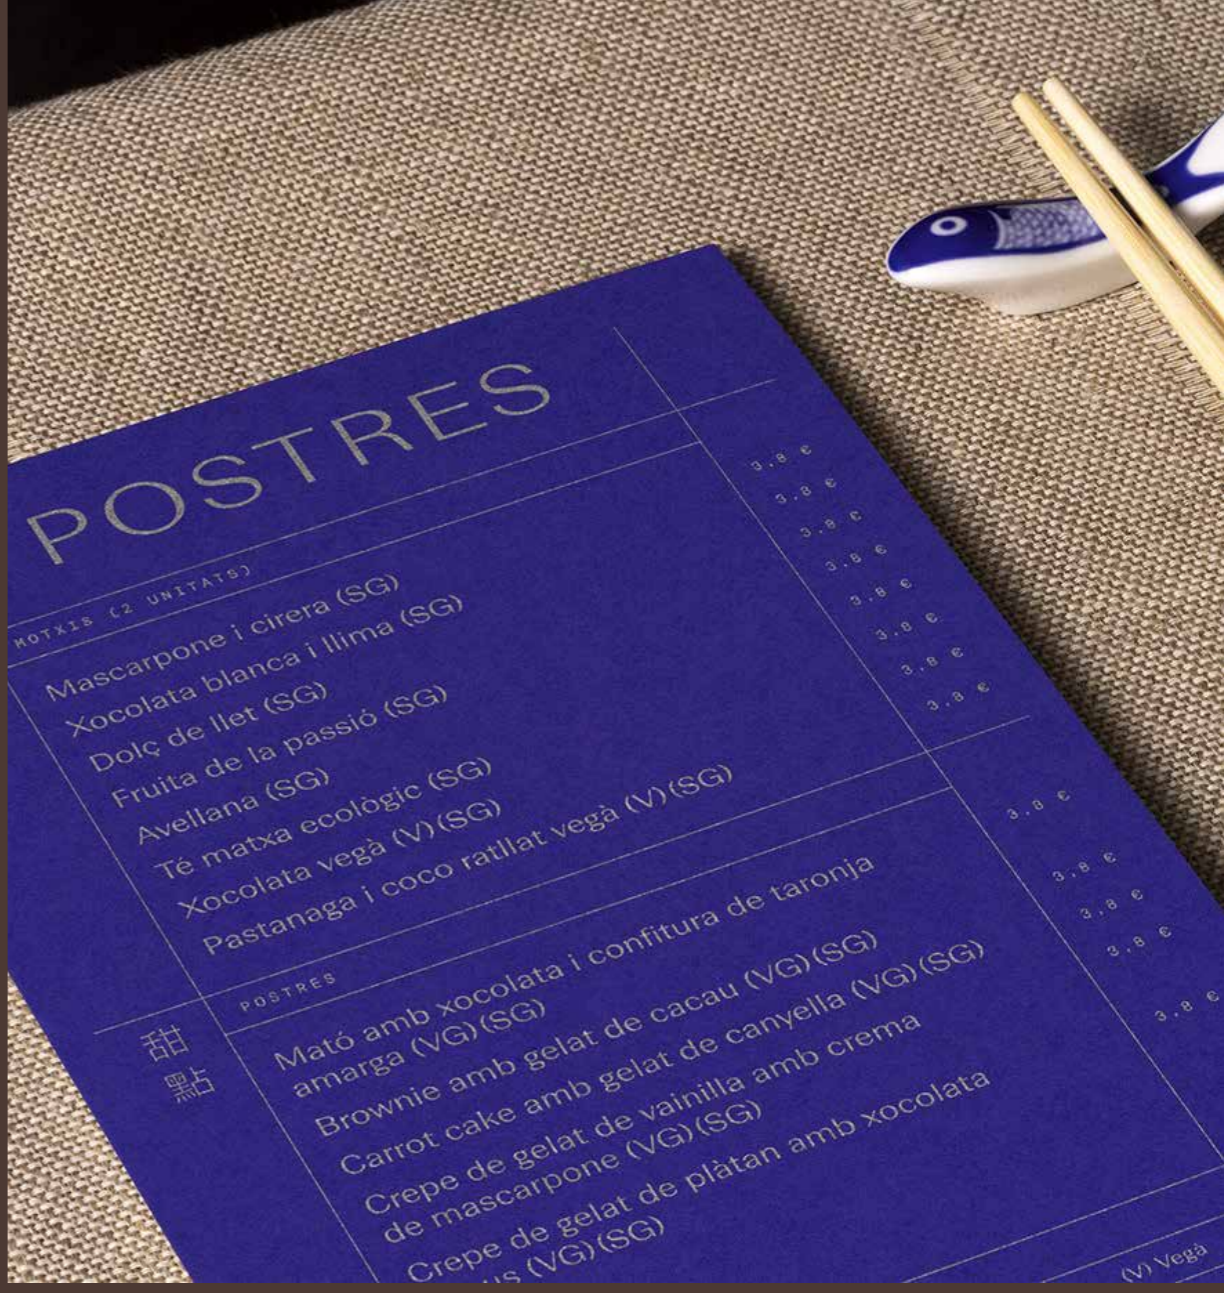 POSTRES
MOTXIS (2 UNITATS)
Mascarpone i cirera (SG) 3,8 €
Xocolata blanca i llima (SG) 3,8 €
Dolç de llet (SG) 3,8 €
Fruita de la passió (SG) 3,8 €
Avellana (SG) 3,8 €
Té matxa ecològic (SG) 3,8 €
Xocolata vegà (V)(SG) 3,8 €
Pastanaga i coco ratllat vegà (V)(SG) 3,8 €
甜
點
POSTRES
Mató amb xocolata i confitura de taronja 3,8 €
amarga (VG)(SG)
Brownie amb gelat de cacau (VG)(SG) 3,8 €
Carrot cake amb gelat de canyella (VG)(SG) 3,8 €
Crepe de gelat de vainilla amb crema 3,8 €
de mascarpone (VG)(SG)
Crepe de gelat de plàtan amb xocolata 3,8 €
(VG)(SG)
(V) Vegà